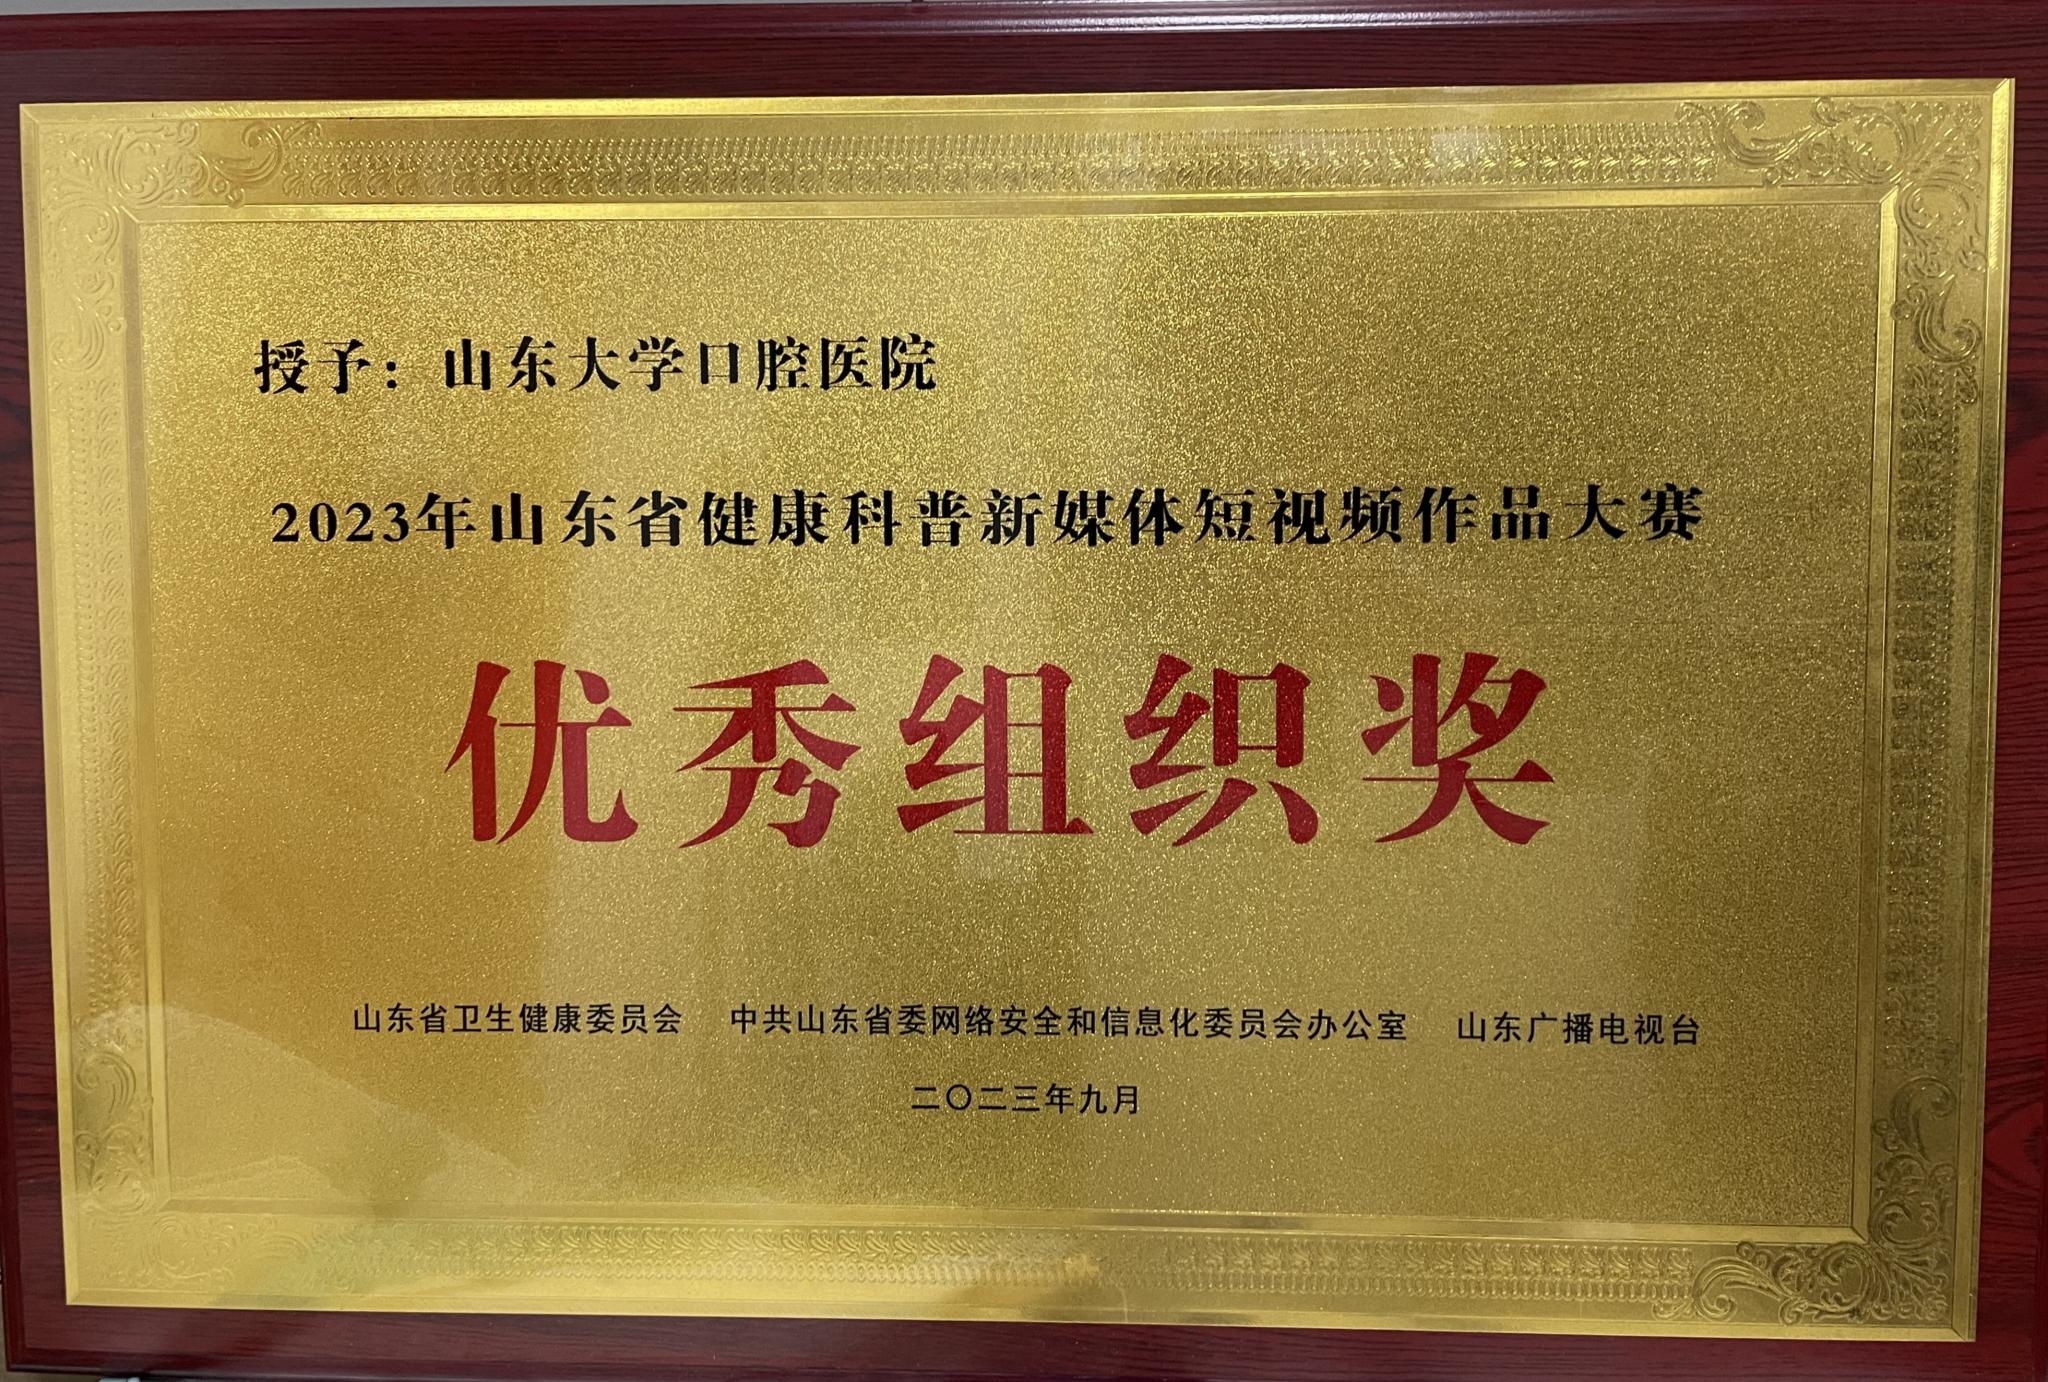 授予：山东大学口腔医院
2023年山东省健康科普新媒体短视频作品大赛
优秀组织奖
山东省卫生健康委员会 中共山东省委网络安全和信息化委员会办公室 山东广播电视台
二〇二三年九月